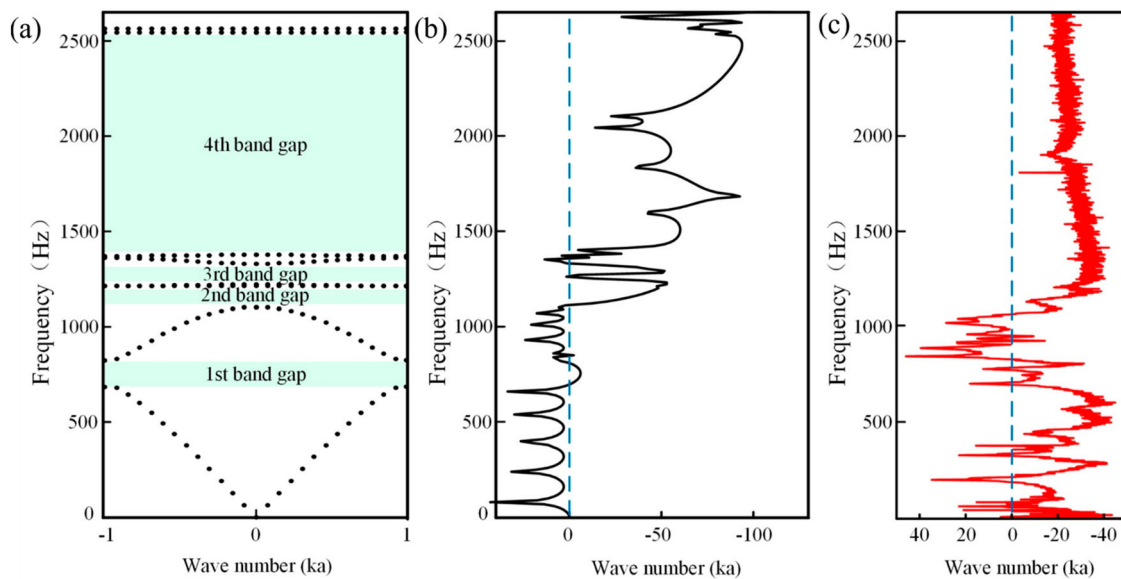 (a)
Frequency（Hz）
2500
2000
1500
1000
500
0
4th band gap
3rd band gap
2nd band gap
1st band gap
-1
0
1
Wave number (ka)
(b)
Frequency（Hz）
2500
2000
1500
1000
500
0
0
-50
-100
Wave number (ka)
(c)
Frequency（Hz）
2500
2000
1500
1000
500
0
40
20
0
-20
-40
Wave number (ka)